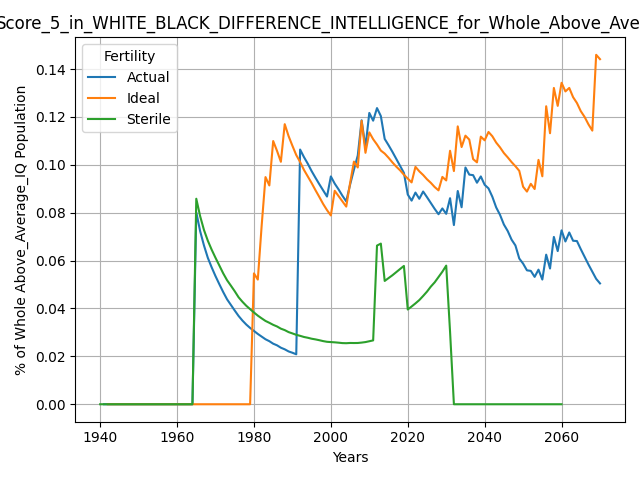 Score_5_in_WHITE_BLACK_DIFFERENCE_INTELLIGENCE_for_Whole_Above_Ave
Fertility
Actual
Ideal
Sterile
% of Whole Above_Average_IQ Population
0.14
0.12
0.10
0.08
0.06
0.04
0.02
0.00
1940 1960 1980 2000 2020 2040 2060
Years